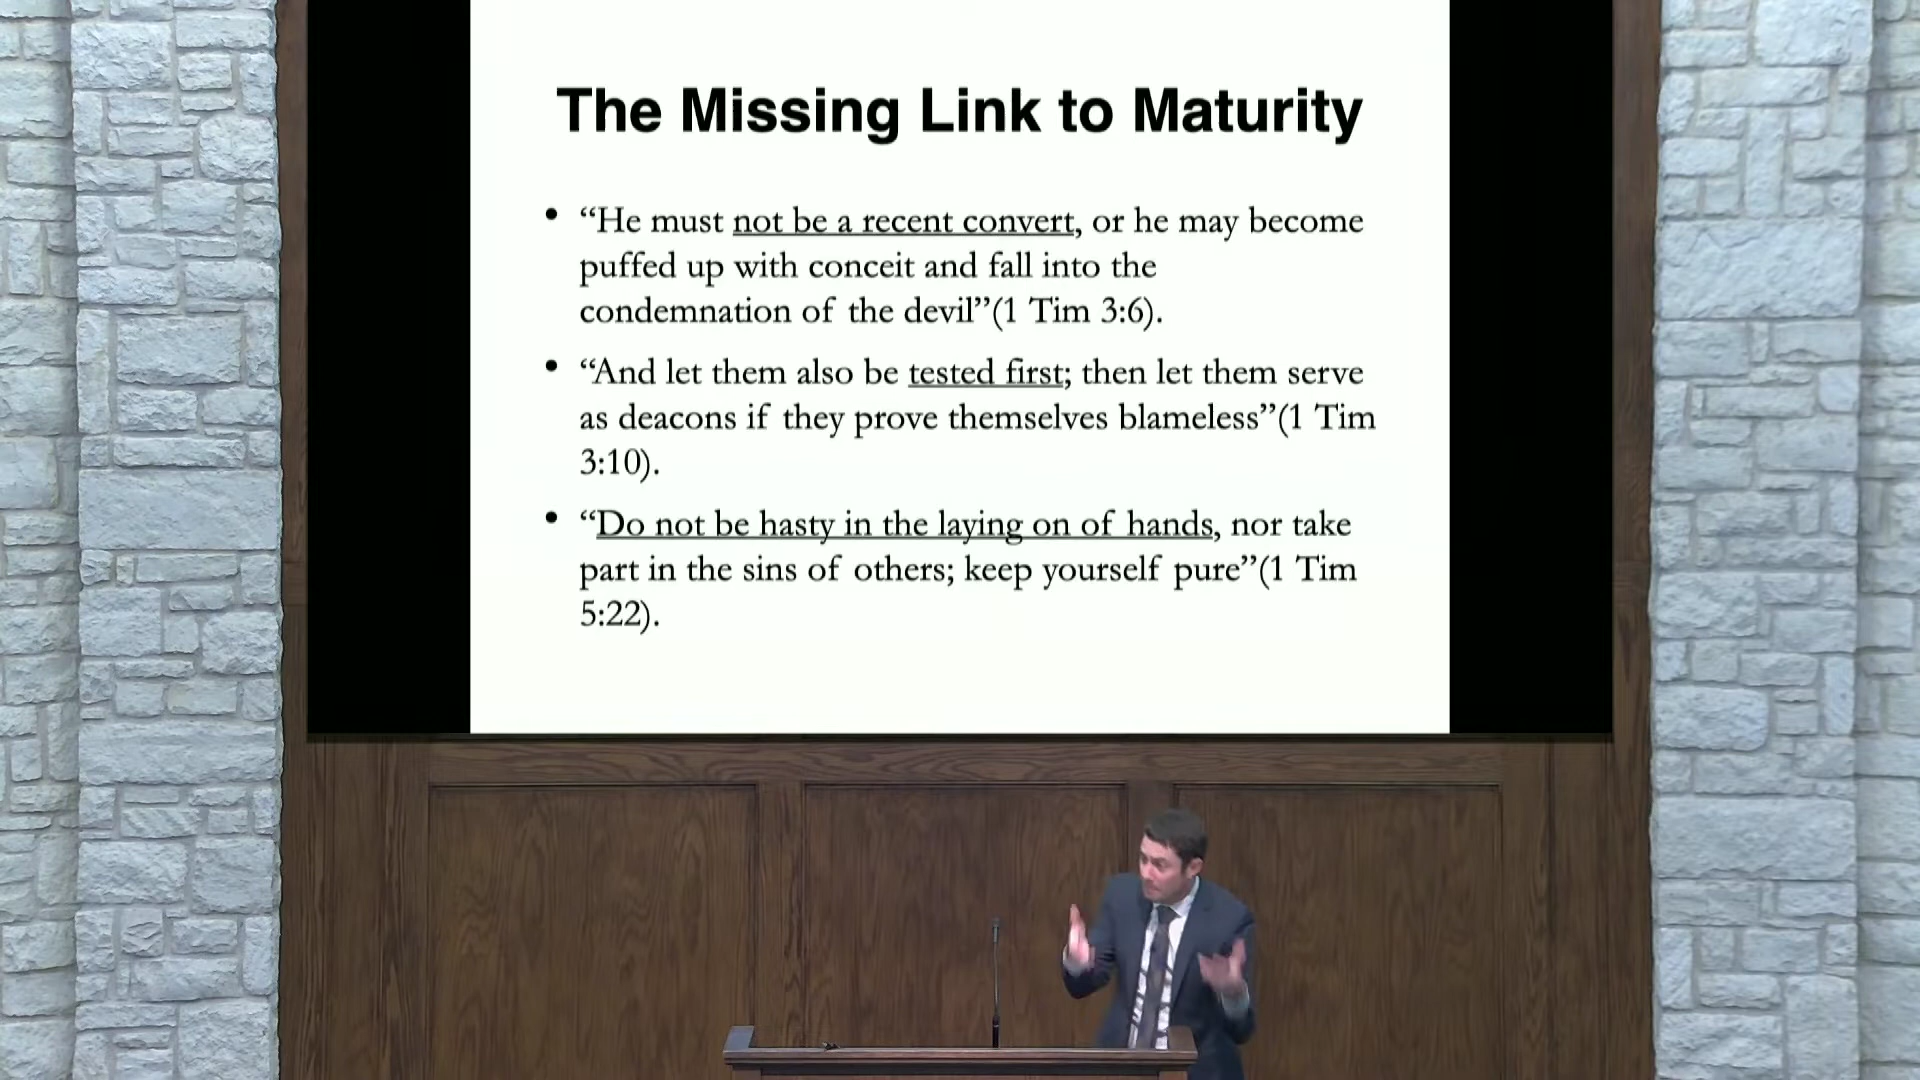 The Missing Link to Maturity
• “He must not be a recent convert, or he may become
puffed up with conceit and fall into the
condemnation of the devil”(1 Tim 3:6).
• “And let them also be tested first; then let them serve
as deacons if they prove themselves blameless”(1 Tim
3:10).
• “Do not be hasty in the laying on of hands, nor take
part in the sins of others; keep yourself pure”(1 Tim
5:22).